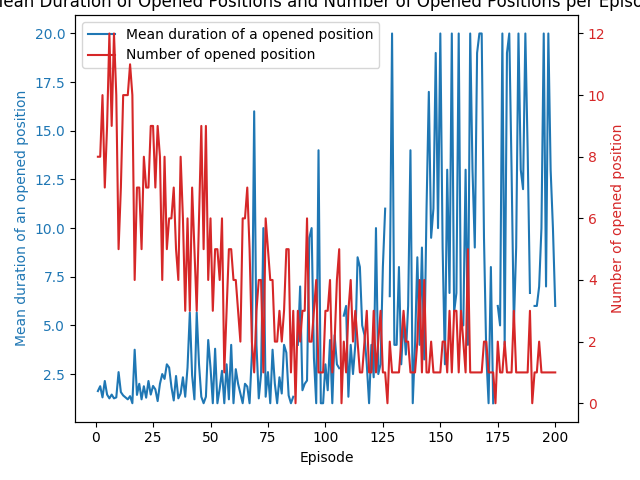 Mean Duration of Opened Positions and Number of Opened Positions per Episo
Mean duration of a opened position
Number of opened position
20.0
17.5
15.0
12.5
10.0
7.5
5.0
2.5
Mean duration of an opened position
12
10
8
6
4
2
0
Number of opened position
0 25 50 75 100 125 150 175 200
Episode